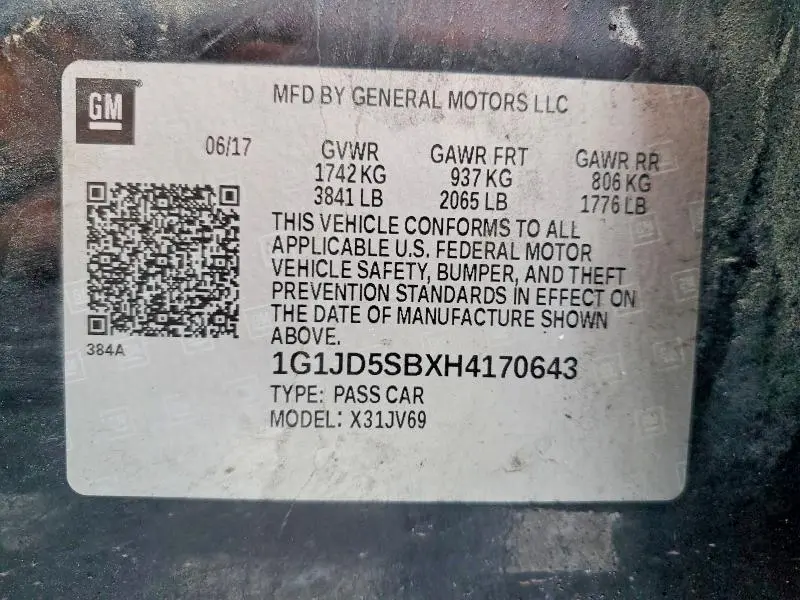 GM
MFD BY GENERAL MOTORS LLC
06/17
GVWR GAWR FRT GAWR RR
1742 KG 937 KG 806 KG
3841 LB 2065 LB 1776 LB
THIS VEHICLE CONFORMS TO ALL
APPLICABLE U.S. FEDERAL MOTOR
VEHICLE SAFETY, BUMPER, AND THEFT
PREVENTION STANDARDS IN EFFECT ON
THE DATE OF MANUFACTURE SHOWN
ABOVE.
384A
1G1JD5SBXH4170643
TYPE: PASS CAR
MODEL: X31JV69